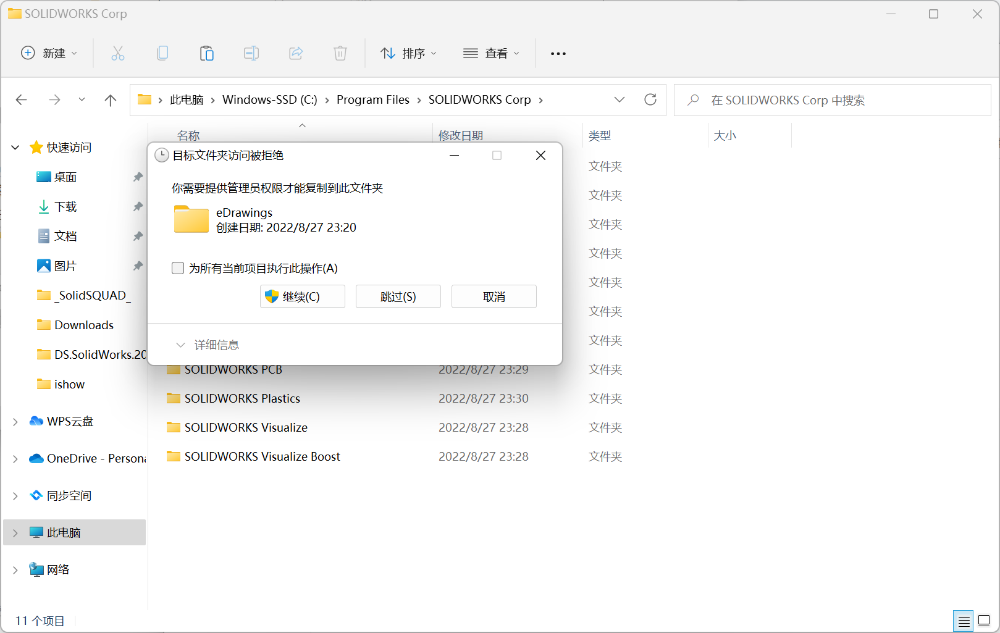 SOLIDWORKS Corp
新建
排序
查看
此电脑 > Windows-SSD (C:) > Program Files > SOLIDWORKS Corp >
在 SOLIDWORKS Corp 中搜索
名称 修改日期 类型 大小
快速访问
桌面
下载
文档
图片
_SolidSQUAD_
Downloads
DS.SolidWorks.20
ishow
WPS云盘
OneDrive - Persona
同步空间
此电脑
网络
目标文件夹访问被拒绝
你需要提供管理员权限才能复制到此文件夹
eDrawings
创建日期: 2022/8/27 23:20
为所有当前项目执行此操作(A)
继续(C) 跳过(S) 取消
详细信息
文件夹
文件夹
文件夹
文件夹
文件夹
文件夹
文件夹
SOLIDWORKS PCB 2022/8/27 23:29 文件夹
SOLIDWORKS Plastics 2022/8/27 23:30 文件夹
SOLIDWORKS Visualize 2022/8/27 23:28 文件夹
SOLIDWORKS Visualize Boost 2022/8/27 23:28 文件夹
11 个项目